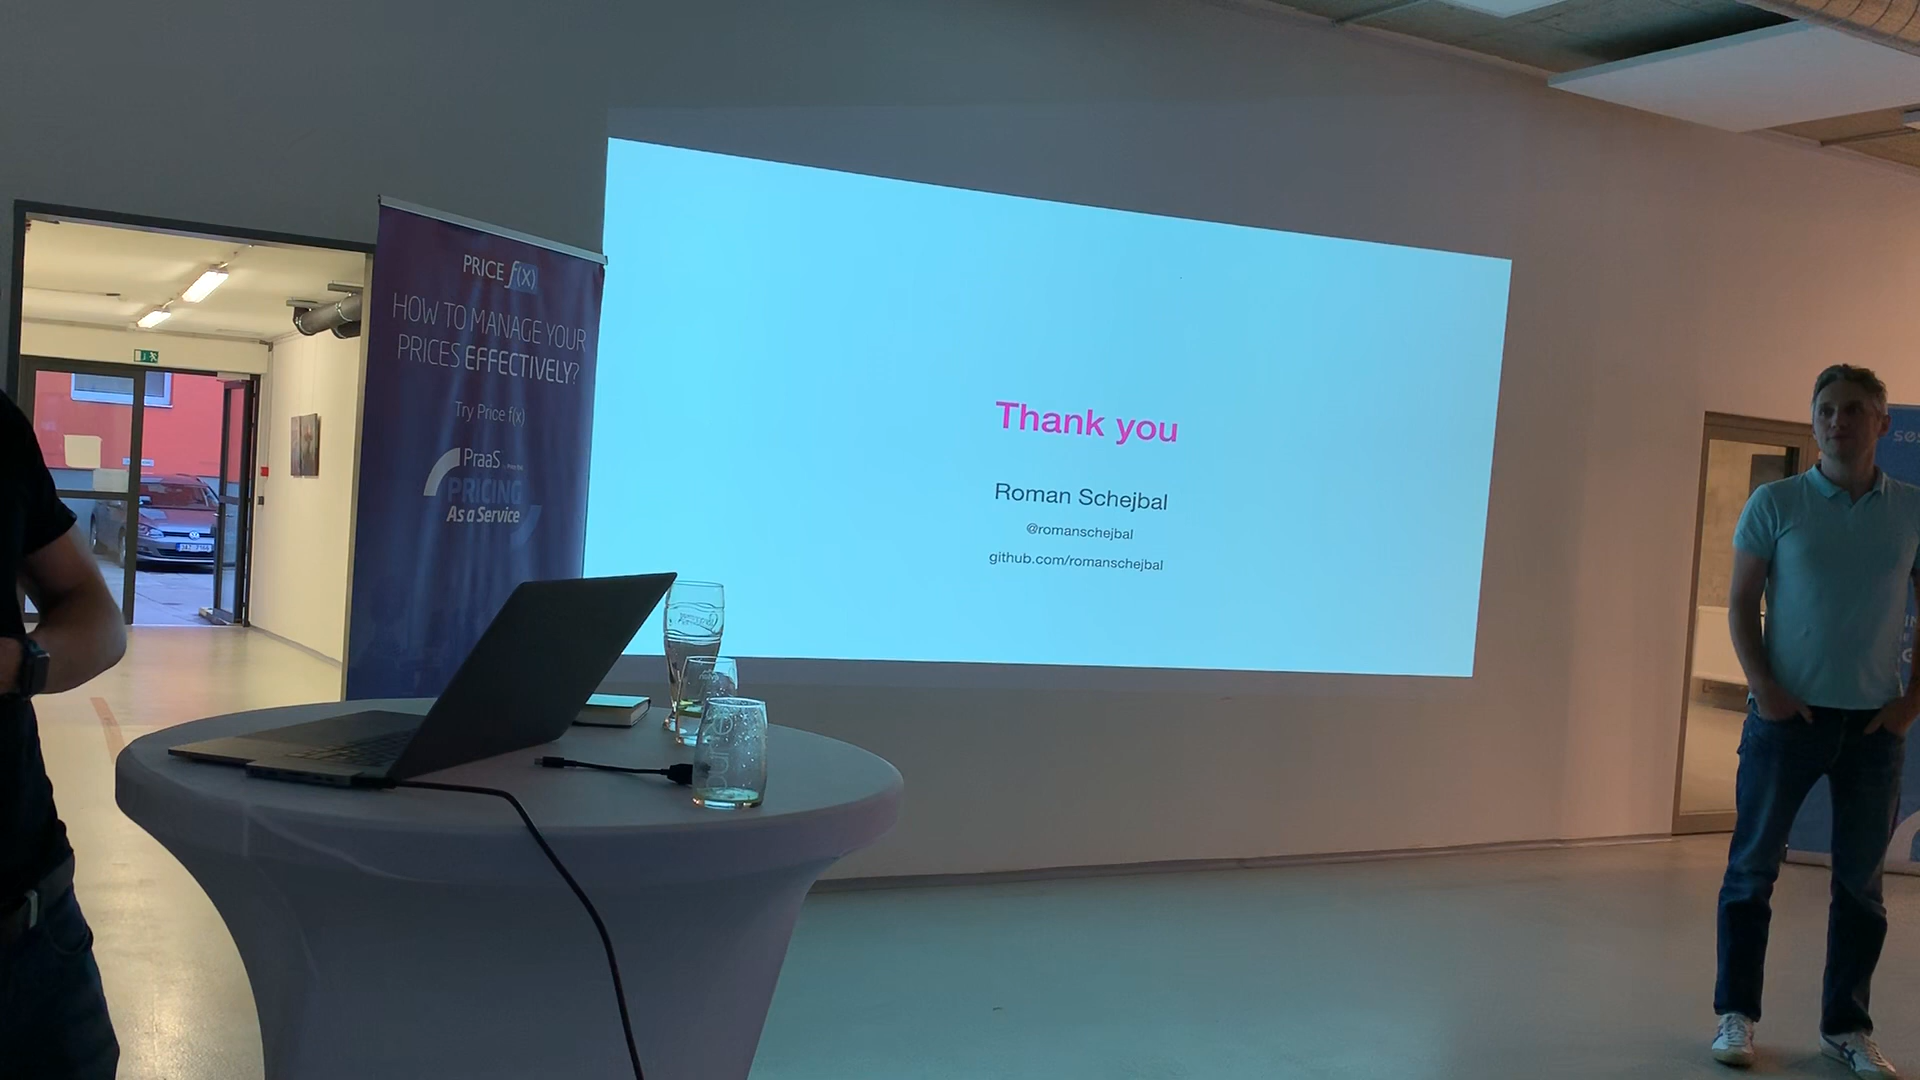 PRICE f(x)
HOW TO MANAGE YOUR
PRICES EFFECTIVELY?
Try Price f(x)
PraaS
PRICING
As a Service
Thank you
Roman Schejbal
@romanschejbal
github.com/romanschejbal